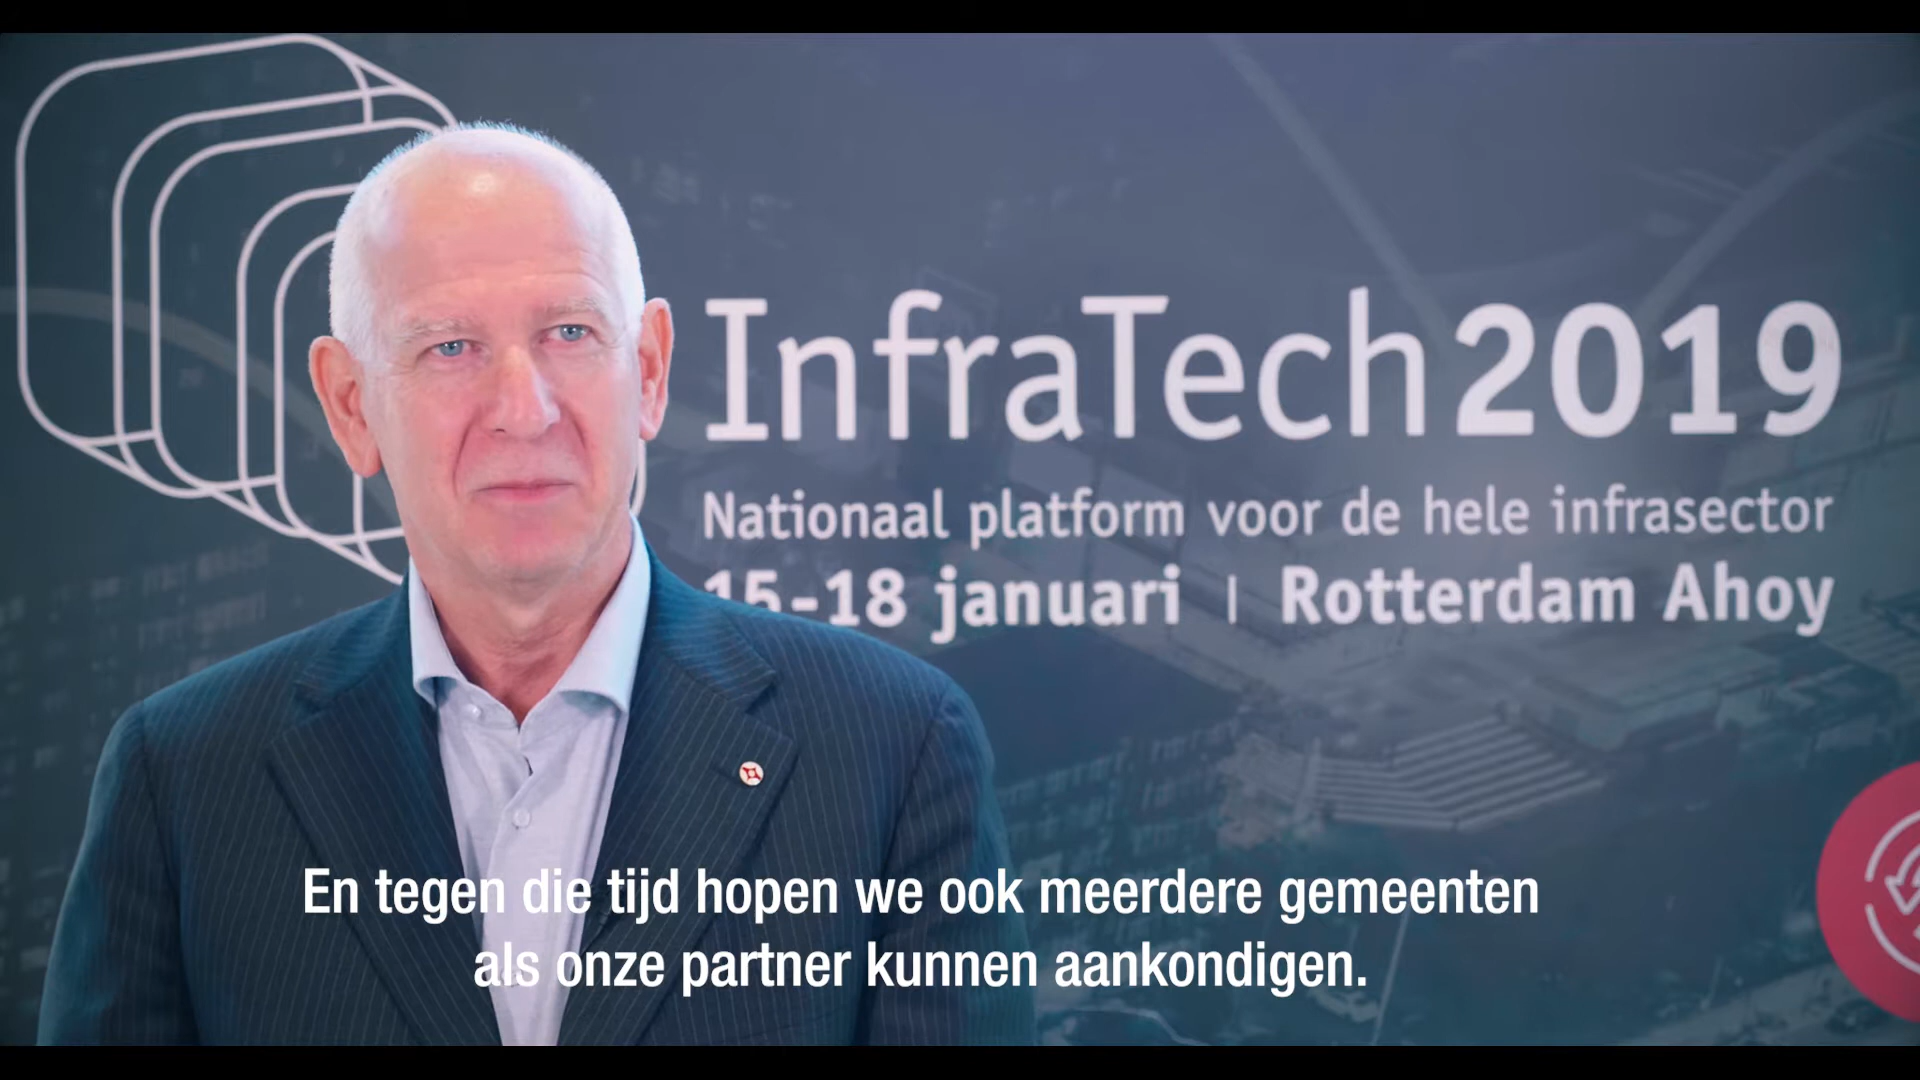 InfraTech2019
Nationaal platform voor de hele infrasector
15-18 januari | Rotterdam Ahoy
En tegen die tijd hopen we ook meerdere gemeenten
als onze partner kunnen aankondigen.